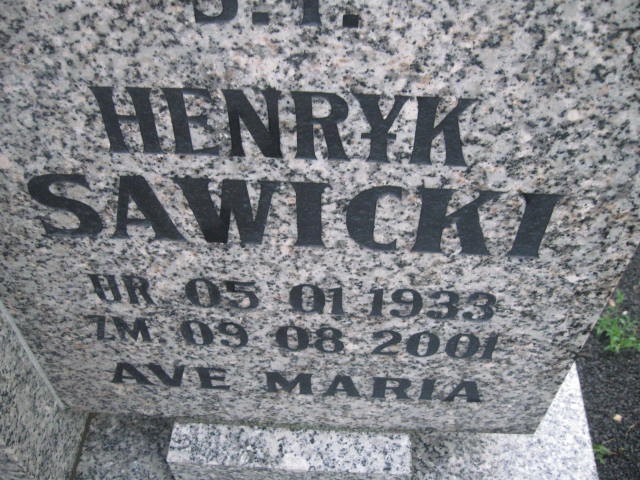 HENRYK
SAWICKI
UR 05 01 1933
ZM. 09 08 2001
AVE MARIA